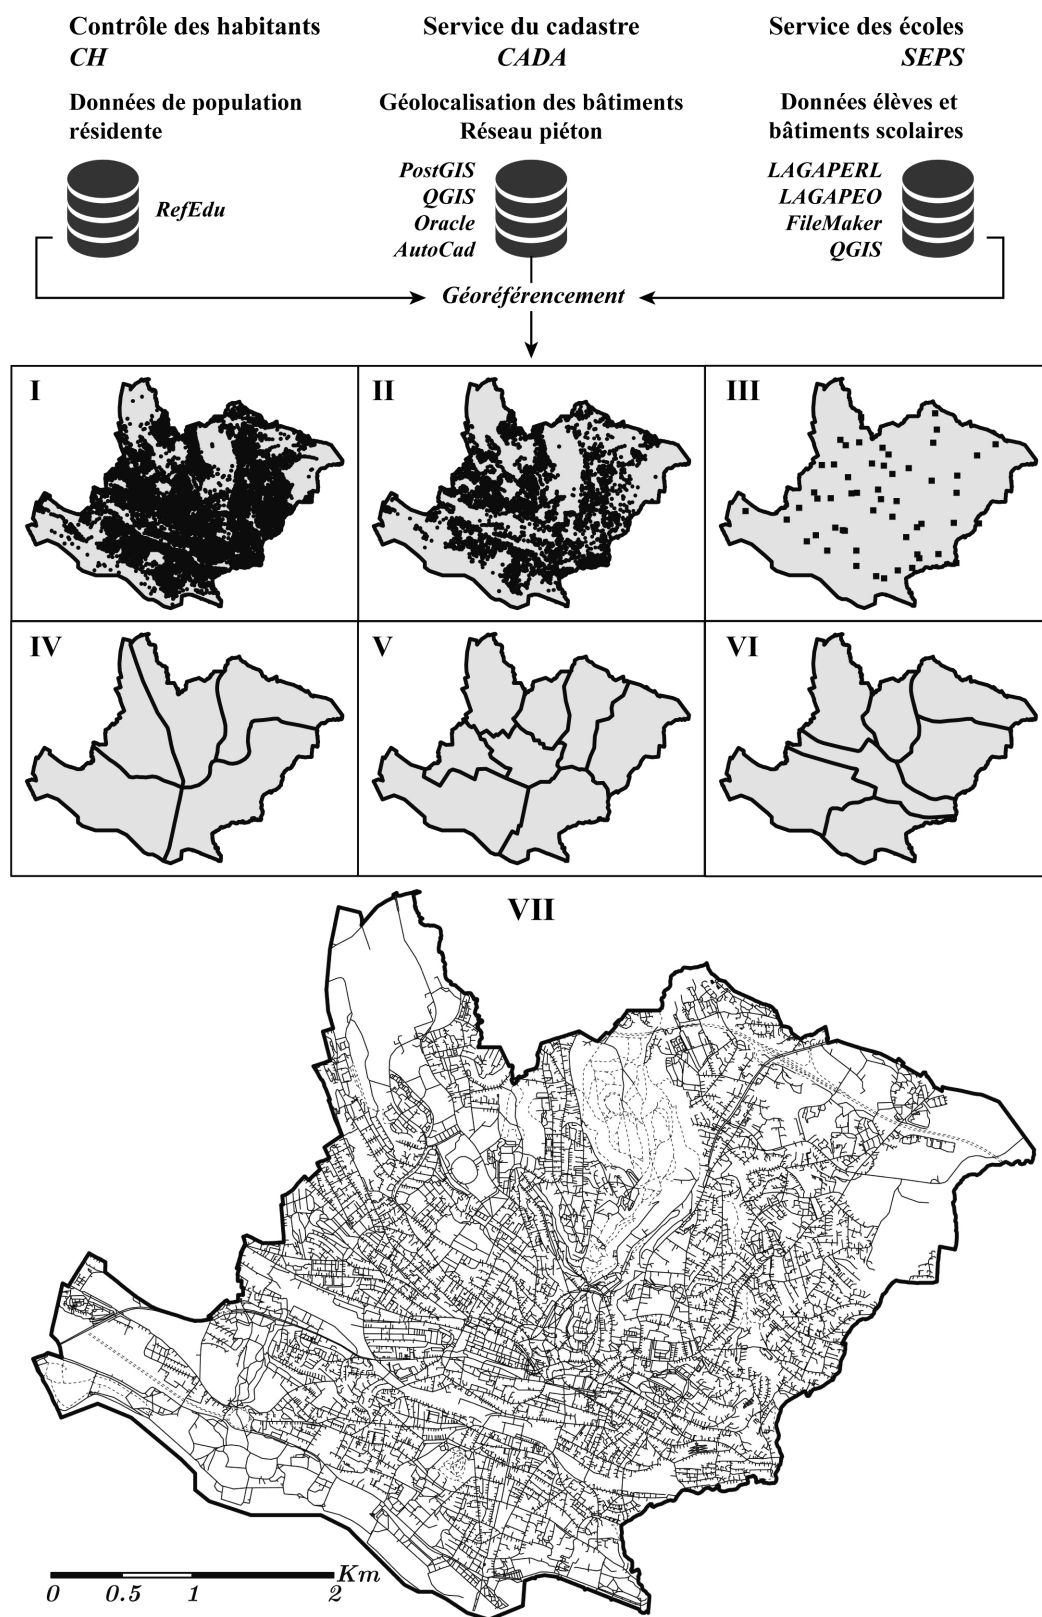 Contrôle des habitants
CH
Données de population
résidente
RefEdu
Service du cadastre
CADA
Géolocalisation des bâtiments
Réseau piéton
PostGIS
QGIS
Oracle
AutoCad
Service des écoles
SEPS
Données élèves et
bâtiments scolaires
LAGAPERL
LAGAPEO
FileMaker
QGIS
Géoréférencement
I
II
III
IV
V
VI
VII
Km
0 0.5 1 2